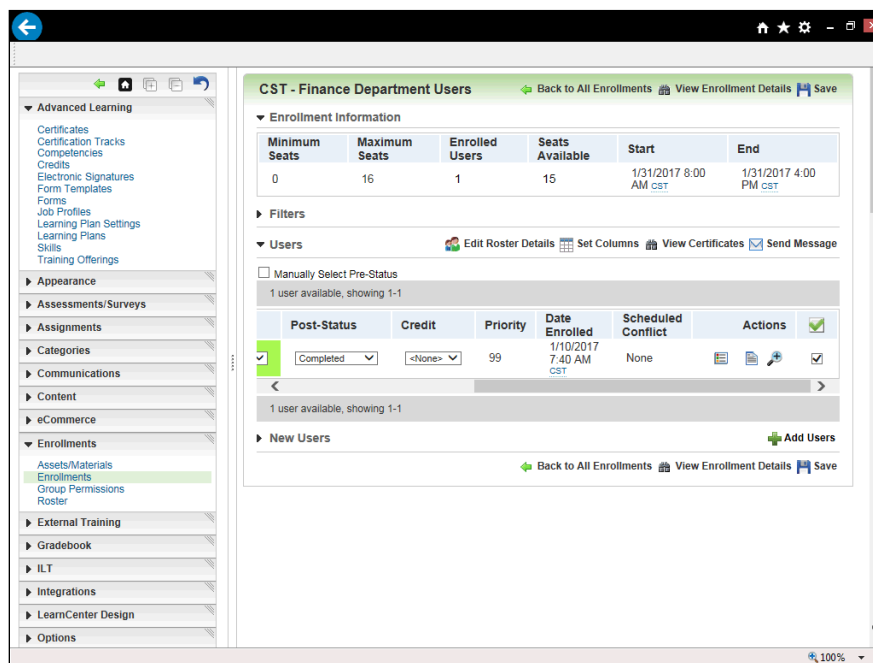 Advanced Learning
Certificates
Certification Tracks
Competencies
Credits
Electronic Signatures
Form Templates
Forms
Job Profiles
Learning Plan Settings
Learning Plans
Skills
Training Offerings
Appearance
Assessments/Surveys
Assignments
Categories
Communications
Content
eCommerce
Enrollments
Assets/Materials
Enrollments
Group Permissions
Roster
External Training
Gradebook
ILT
Integrations
LearnCenter Design
Options
CST - Finance Department Users Back to All Enrollments View Enrollment Details Save
Enrollment Information
Minimum Seats Maximum Seats Enrolled Users Seats Available Start End
0 16 1 15 1/31/2017 8:00 AM CST 1/31/2017 4:00 PM CST
Filters
Users Edit Roster Details Set Columns View Certificates Send Message
Manually Select Pre-Status
1 user available, showing 1-1
Post-Status Credit Priority Date Enrolled Scheduled Conflict Actions
Completed <None> 99 1/10/2017 7:40 AM CST None
1 user available, showing 1-1
New Users Add Users
Back to All Enrollments View Enrollment Details Save
100%